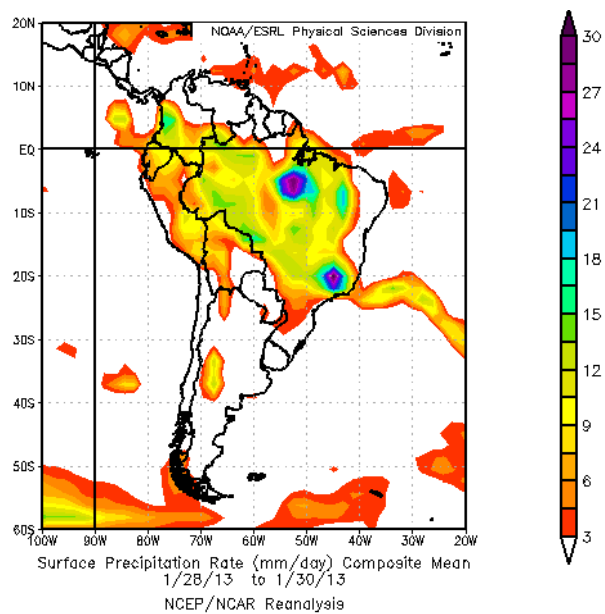 NOAA/ESRL Physical Sciences Division
20N
10N
EQ
10S
20S
30S
40S
50S
60S
100W 90W 80W 70W 60W 50W 40W 30W 20W
30
27
24
21
18
15
12
9
6
3
Surface Precipitation Rate (mm/day) Composite Mean
1/28/13 to 1/30/13
NCEP/NCAR Reanalysis